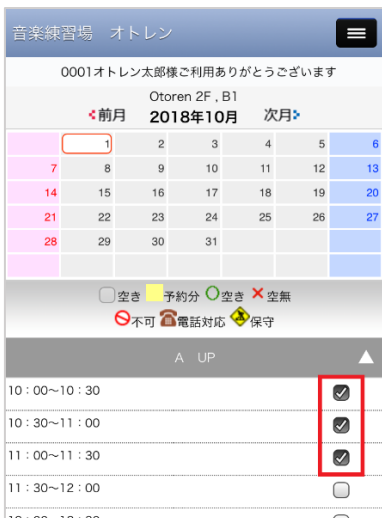 音楽練習場　オトレン
0001オトレン太郎様ご利用ありがとうございます
Otoren 2F , B1
前月 2018年10月 次月
1 2 3 4 5 6
7 8 9 10 11 12 13
14 15 16 17 18 19 20
21 22 23 24 25 26 27
28 29 30 31
空き 予約分 空き 空無
不可 電話対応 保守
A UP
10：00～10：30
10：30～11：00
11：00～11：30
11：30～12：00